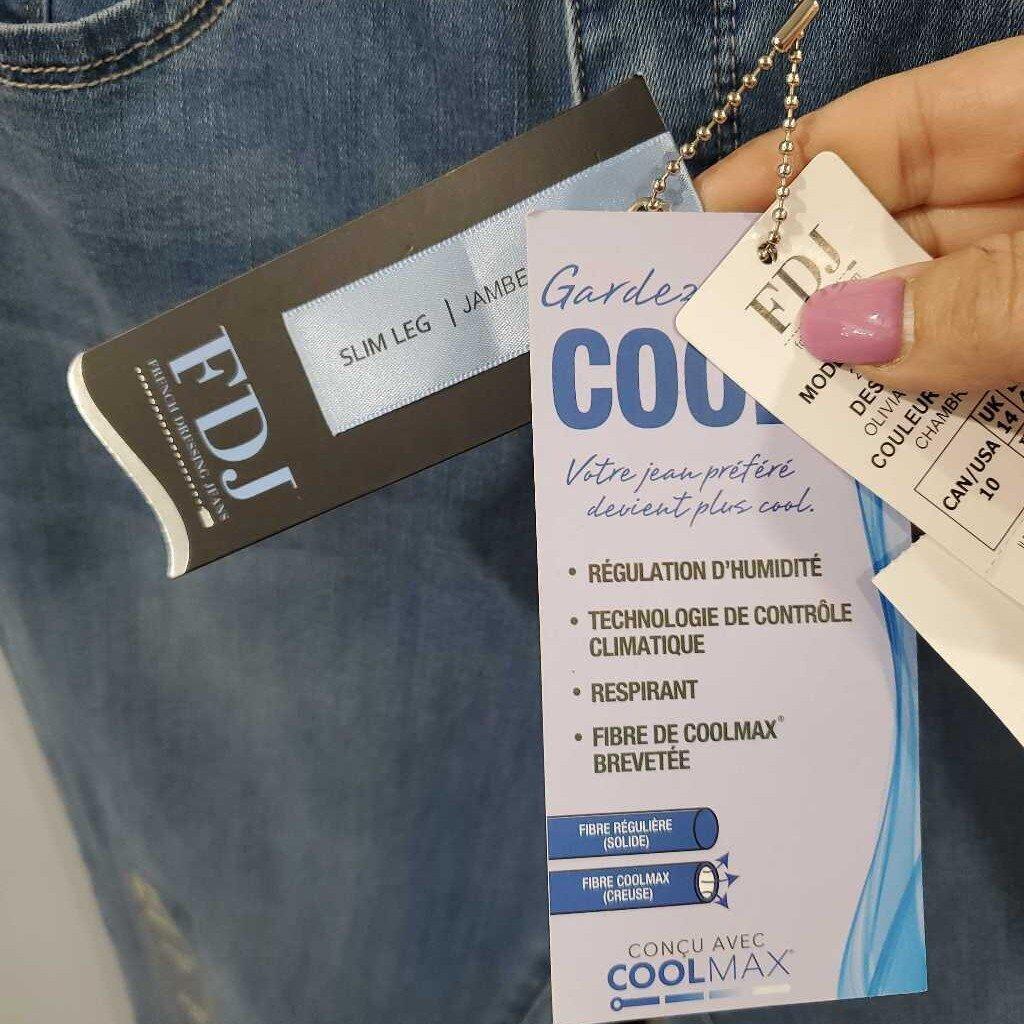 SLIM LEG | JAMBE
FDJ
FRENCH DRESSING JEANS
Gardez
COO
Votre jean préféré
devient plus cool.
• RÉGULATION D'HUMIDITÉ
• TECHNOLOGIE DE CONTRÔLE
CLIMATIQUE
• RESPIRANT
• FIBRE DE COOLMAX®
BREVETÉE
FIBRE RÉGULIÈRE
(SOLIDE)
FIBRE COOLMAX
(CREUSE)
CONÇU AVEC
COOLMAX®
FDJ
MOD
DES
OLIVIA
COULEUR
CHAMBR
CAN/USA UK
10 14